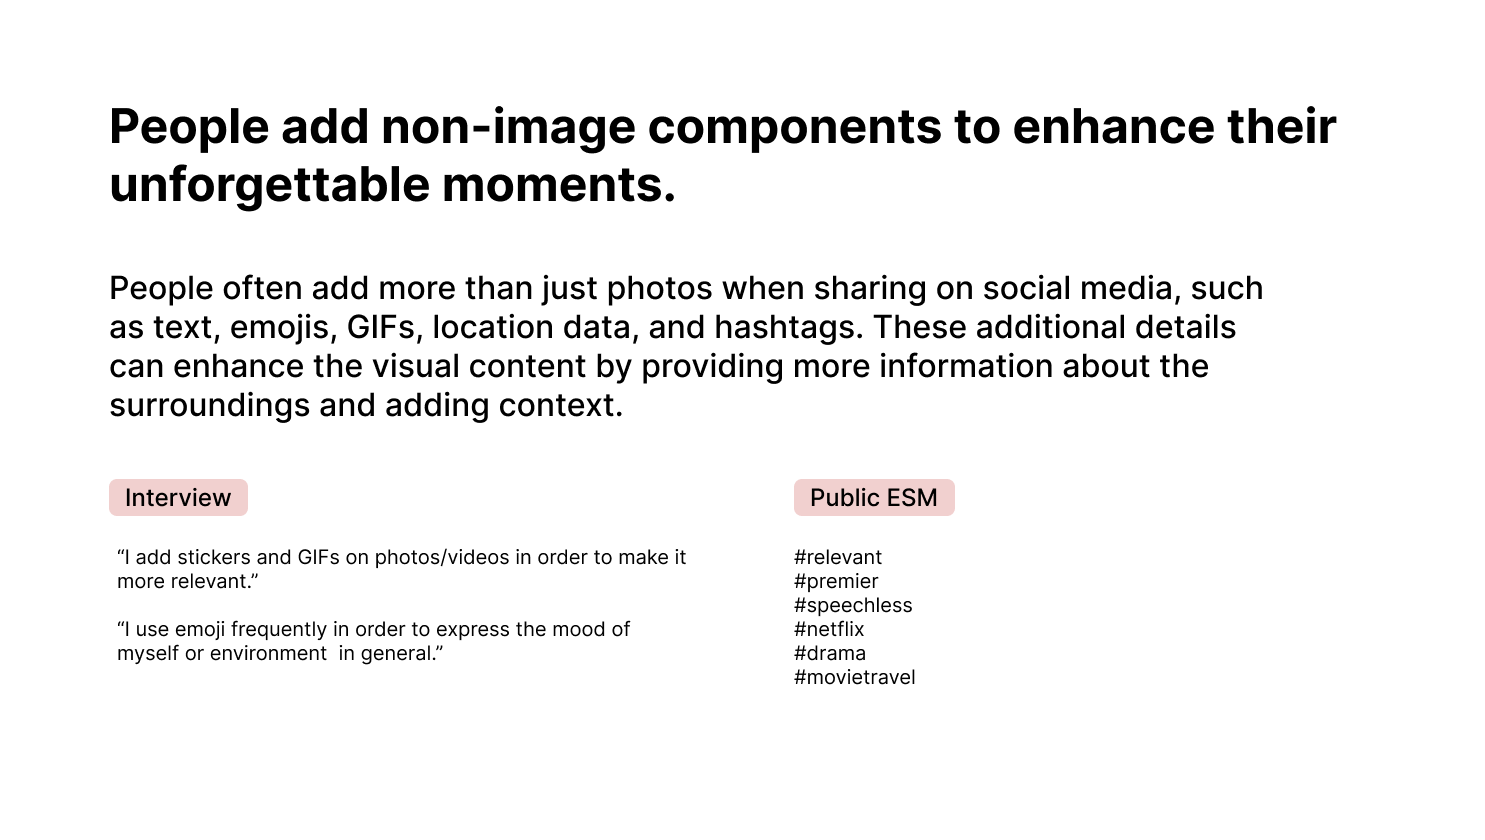 People add non-image components to enhance their
unforgettable moments.
People often add more than just photos when sharing on social media, such
as text, emojis, GIFs, location data, and hashtags. These additional details
can enhance the visual content by providing more information about the
surroundings and adding context.
Interview
“I add stickers and GIFs on photos/videos in order to make it
more relevant.”
“I use emoji frequently in order to express the mood of
myself or environment  in general.”
Public ESM
#relevant
#premier
#speechless
#netflix
#drama
#movietravel